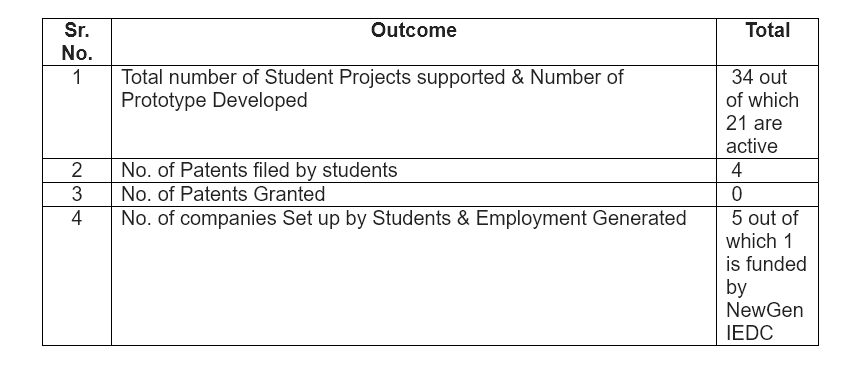 Sr. No. Outcome Total
1 Total number of Student Projects supported & Number of Prototype Developed 34 out of which 21 are active
2 No. of Patents filed by students 4
3 No. of Patents Granted 0
4 No. of companies Set up by Students & Employment Generated 5 out of which 1 is funded by NewGen IEDC